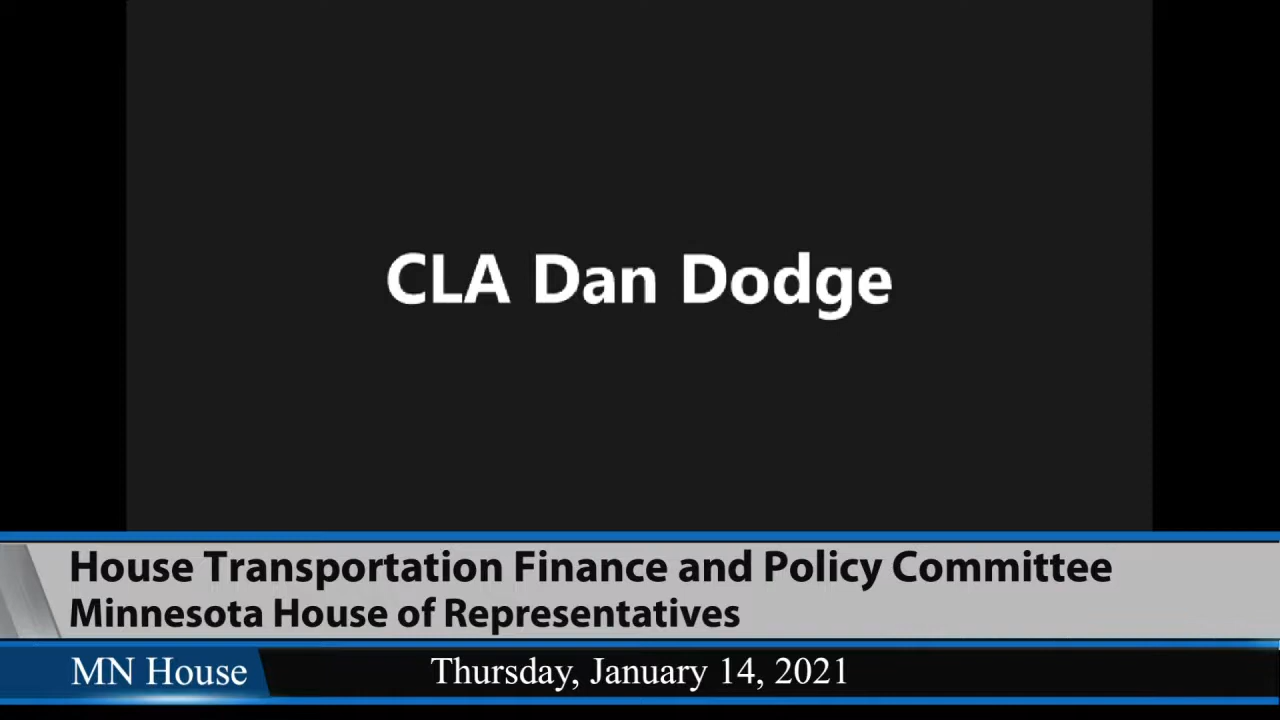 CLA Dan Dodge
House Transportation Finance and Policy Committee
Minnesota House of Representatives
MN House
Thursday, January 14, 2021